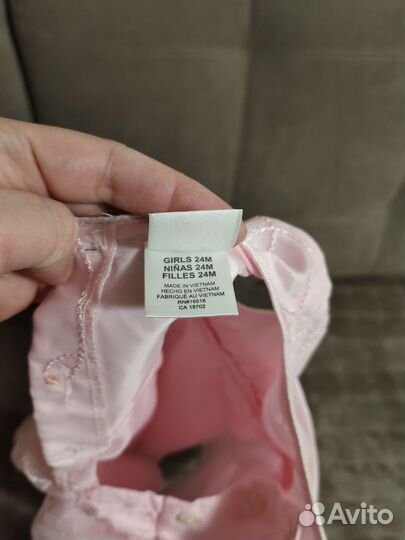 GIRLS 24M
NIÑAS 24M
FILLES 24M
MADE IN VIETNAM
HECHO EN VIETNAM
FABRIQUÉ AU VIETNAM
RN#16618
CA 18702
Avito